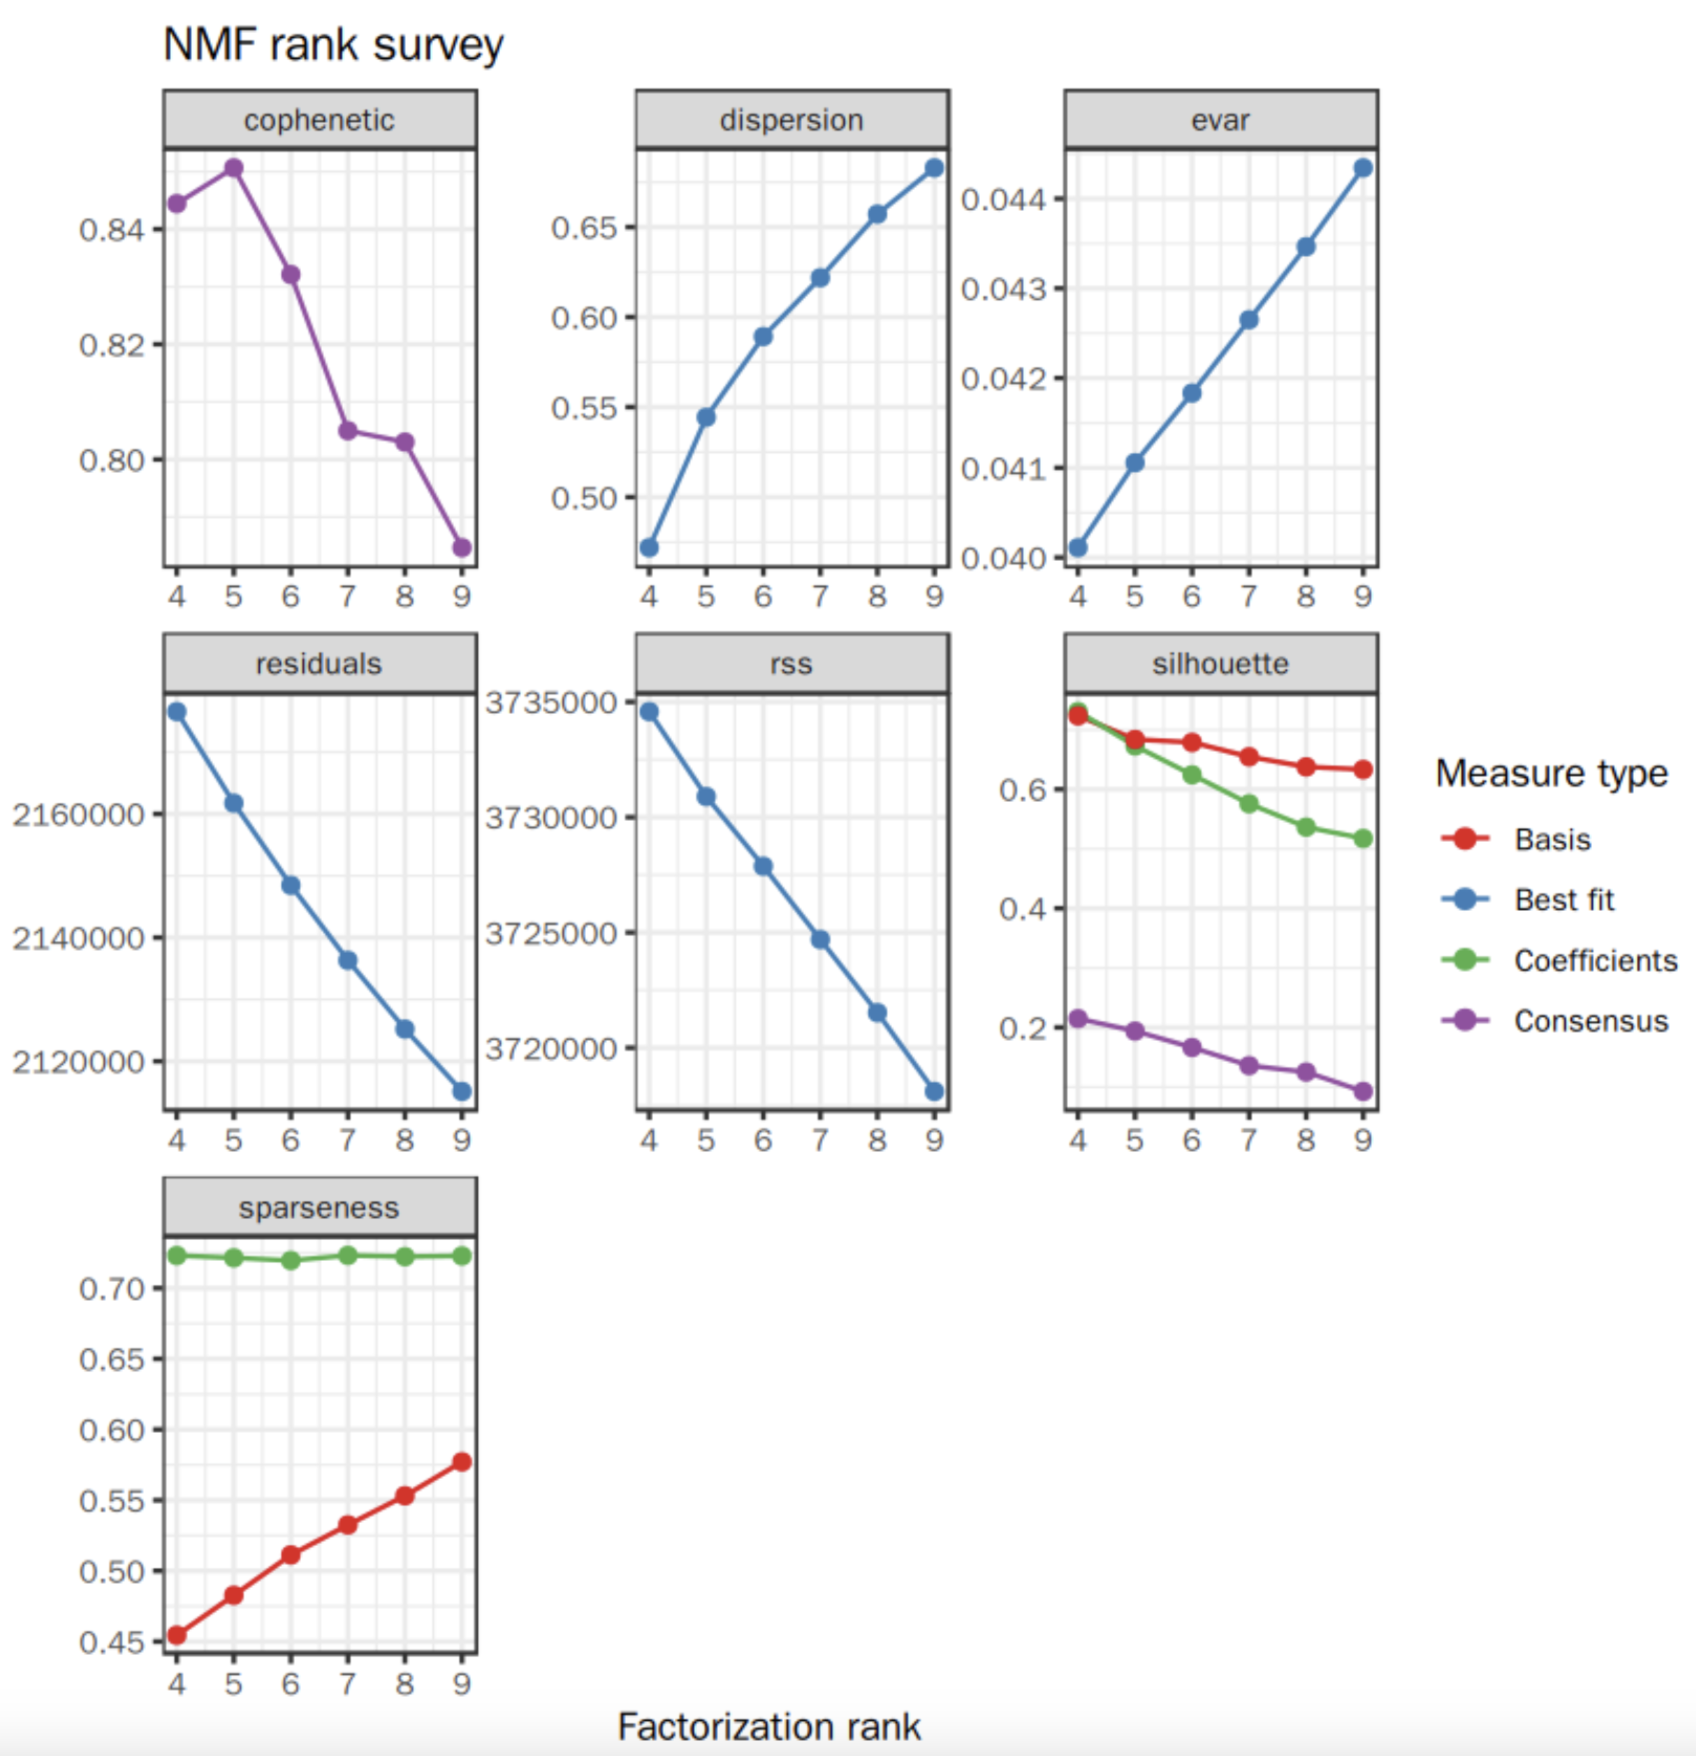 NMF rank survey
cophenetic
0.84
0.82
0.80
4 5 6 7 8 9
dispersion
0.65
0.60
0.55
0.50
4 5 6 7 8 9
evar
0.044
0.043
0.042
0.041
0.040
4 5 6 7 8 9
residuals
2160000
2140000
2120000
4 5 6 7 8 9
rss
3735000
3730000
3725000
3720000
4 5 6 7 8 9
silhouette
0.6
0.4
0.2
4 5 6 7 8 9
Measure type
Basis
Best fit
Coefficients
Consensus
sparseness
0.70
0.65
0.60
0.55
0.50
0.45
4 5 6 7 8 9
Factorization rank